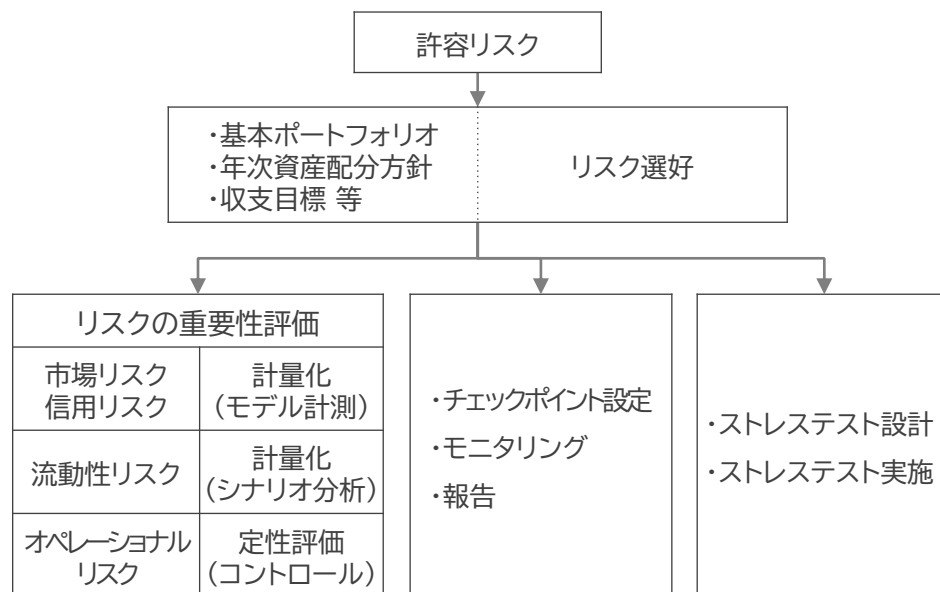 許容リスク
・基本ポートフォリオ
・年次資産配分方針
・収支目標 等
リスク選好
リスクの重要性評価
市場リスク
信用リスク
計量化
（モデル計測）
流動性リスク
計量化
（シナリオ分析）
オペレーショナル
リスク
定性評価
（コントロール）
・チェックポイント設定
・モニタリング
・報告
・ストレステスト設計
・ストレステスト実施